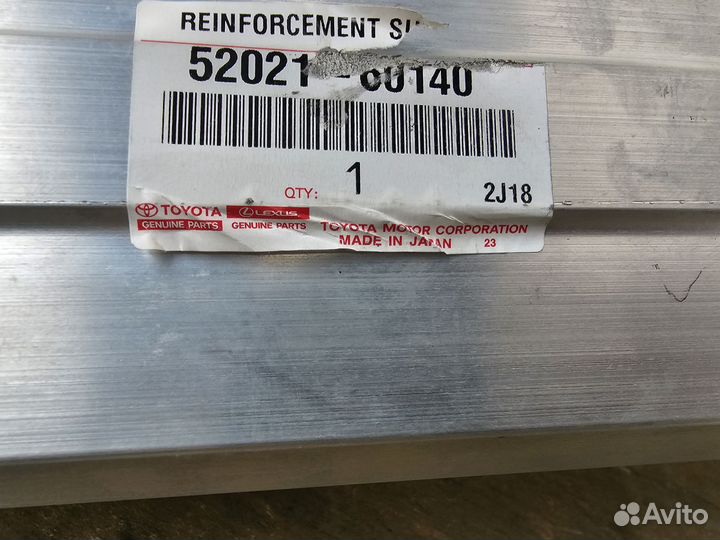 REINFORCEMENT
52021-60140
QTY: 1 2J18
TOYOTA LEXUS
GENUINE PARTS GENUINE PARTS TOYOTA MOTOR CORPORATION
MADE IN JAPAN 23
Avito